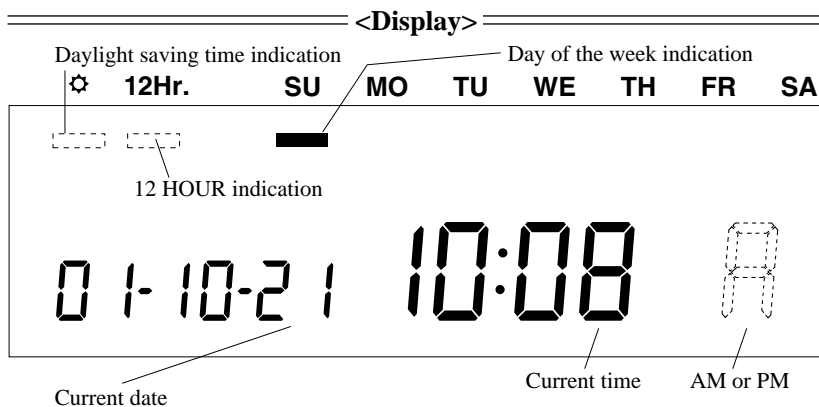 <Display>
Daylight saving time indication
Day of the week indication
12Hr. SU MO TU WE TH FR SA
12 HOUR indication
01-10-21 10:08 A
Current date
Current time
AM or PM